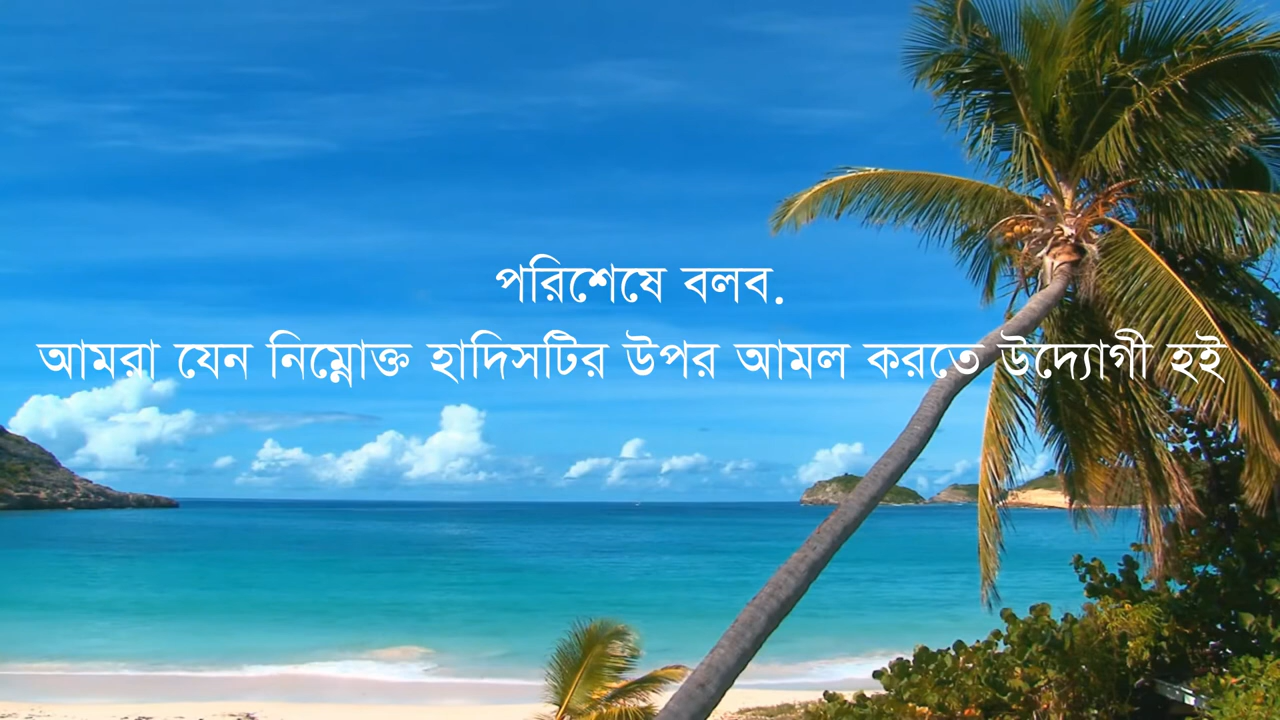 পরিশেষে বলব.
আমরা যেন নিম্নোক্ত হাদিসটির উপর আমল করতে উদ্যোগী হই